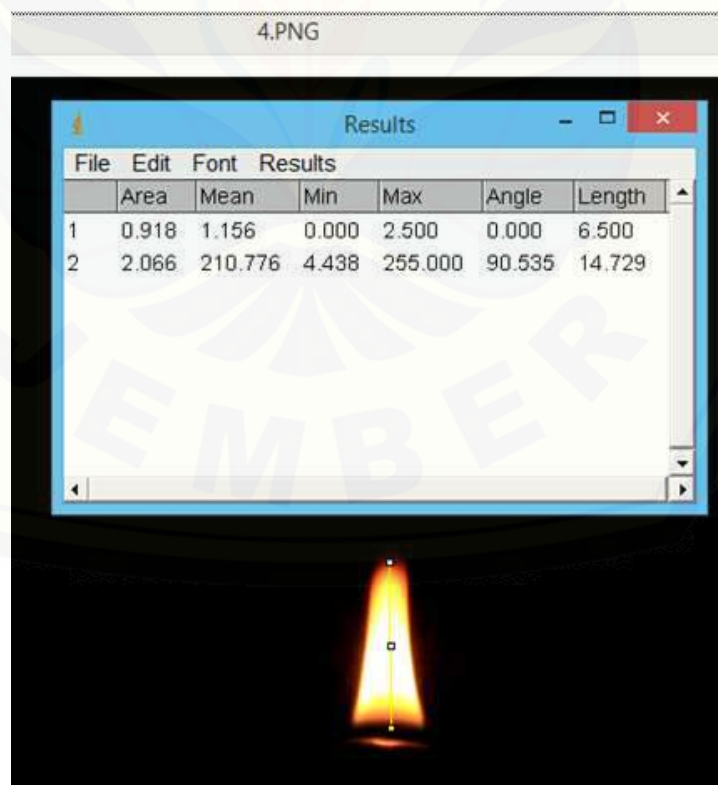 4.PNG
Results
File Edit Font Results
Area Mean Min Max Angle Length
1 0.918 1.156 0.000 2.500 0.000 6.500
2 2.066 210.776 4.438 255.000 90.535 14.729
JEMBER